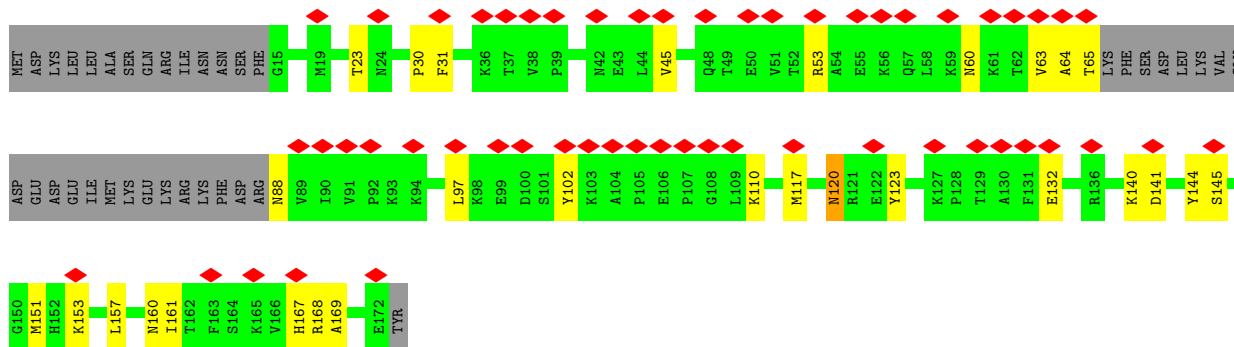 MET ASP LYS LEU LEU ALA SER GLN ARG ILE ASN ASN SER PHE G15 M19 T23 N24 P30 F31 K36 T37 V38 P39 N42 E43 L44 V45 Q48 T49 E50 V51 T52 R53 A54 E55 K56 Q57 L58 K59 N60 K61 T62 V63 A64 T65 LYS PHE SER ASP LEU LYS VAL
ASP GLU ASP GLU ILE MET LYS GLU LYS ARG LYS PHE ASP ARG N88 V89 I90 V91 P92 K93 K94 L97 K98 E99 D100 S101 Y102 K103 A104 P105 E106 P107 G108 L109 K110 M117 N120 R121 E122 Y123 K127 P128 T129 A130 F131 E132 R136 K140 D141 Y144 S145
G150 M151 H152 K153 L157 N160 I161 T162 F163 S164 K165 V166 H167 R168 A169 E172 TYR